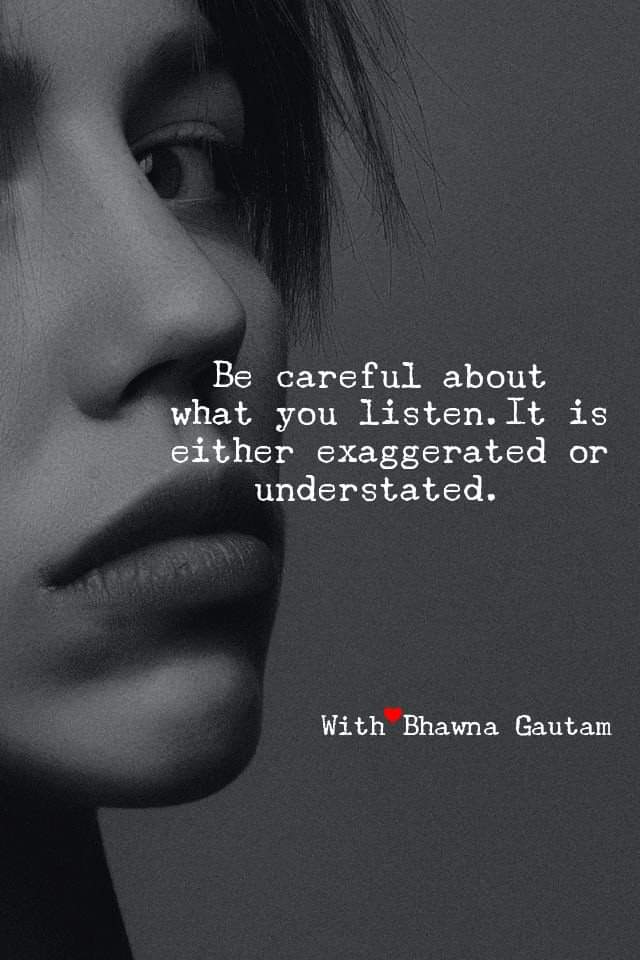 Be careful about
what you listen.It is
either exaggerated or
understated.
With❤Bhawna Gautam